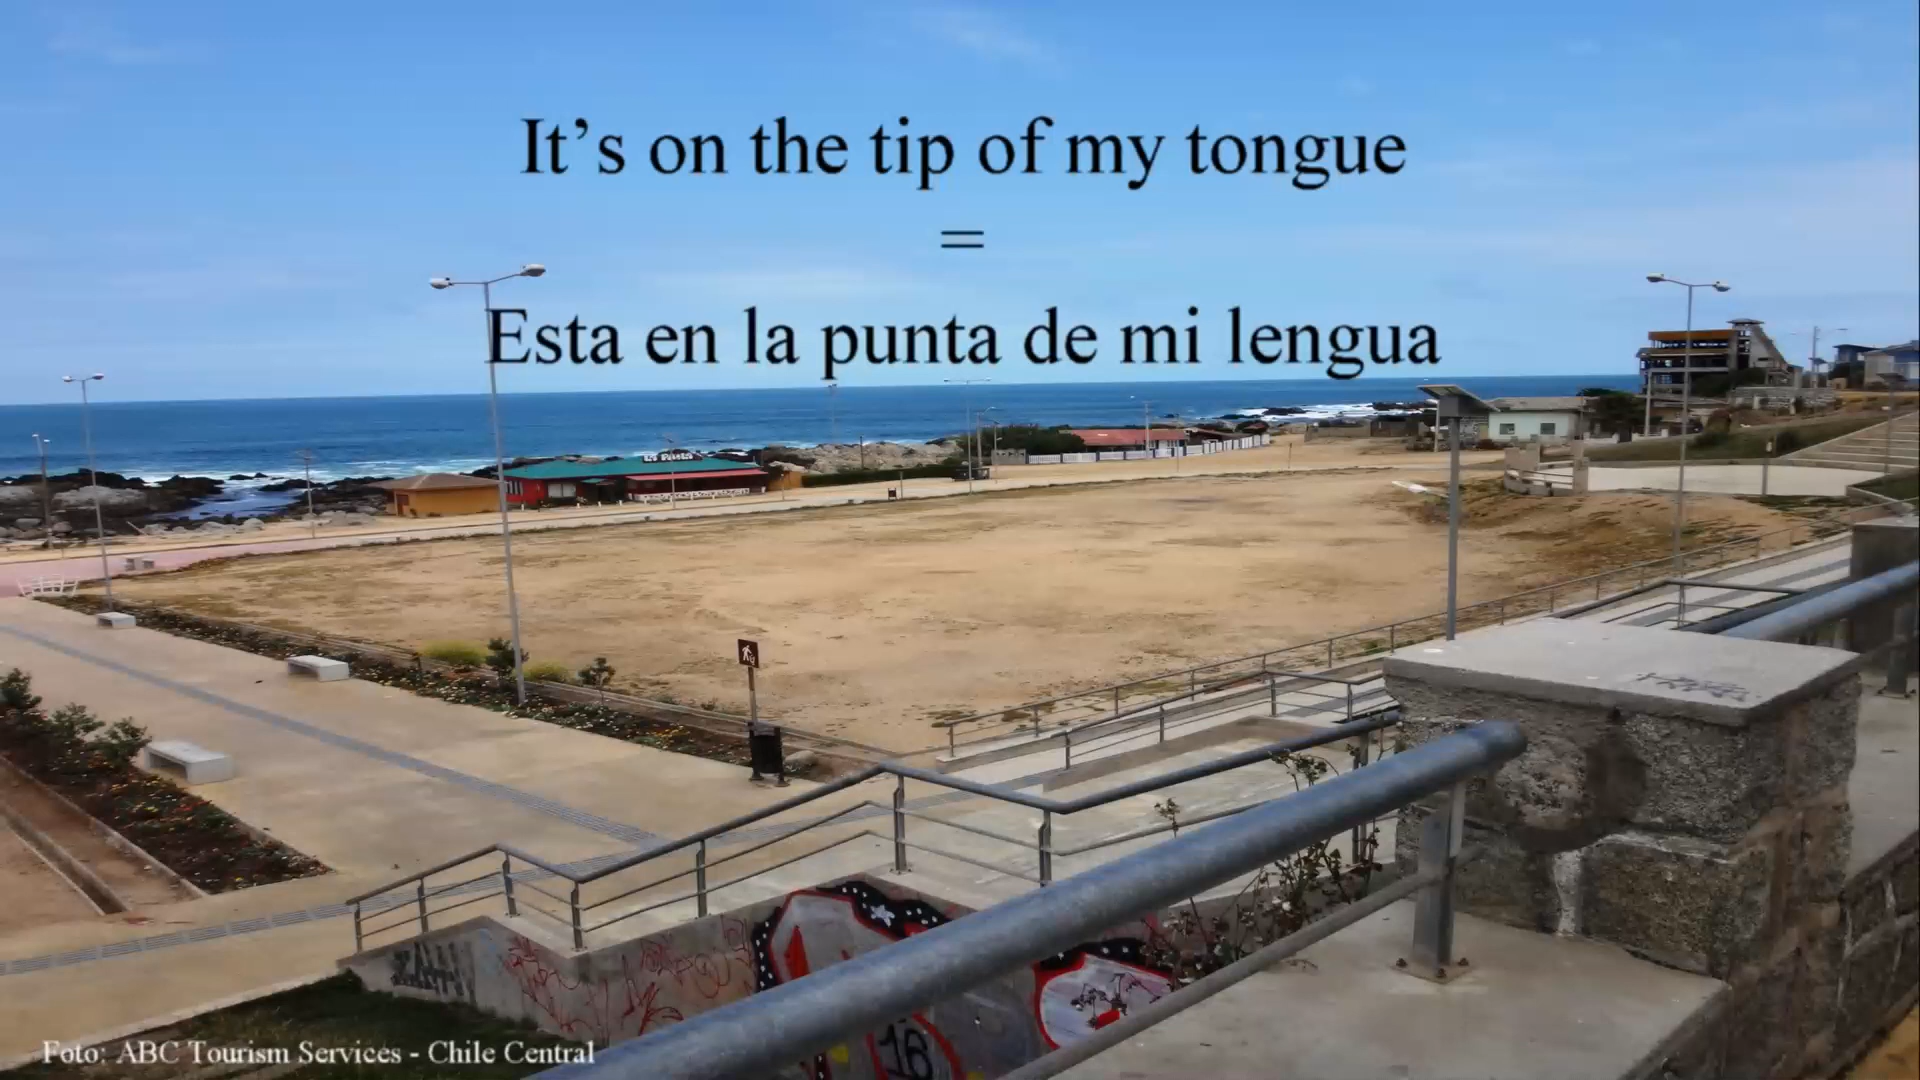 It’s on the tip of my tongue
=
Esta en la punta de mi lengua
16
Foto: ABC Tourism Services - Chile Central